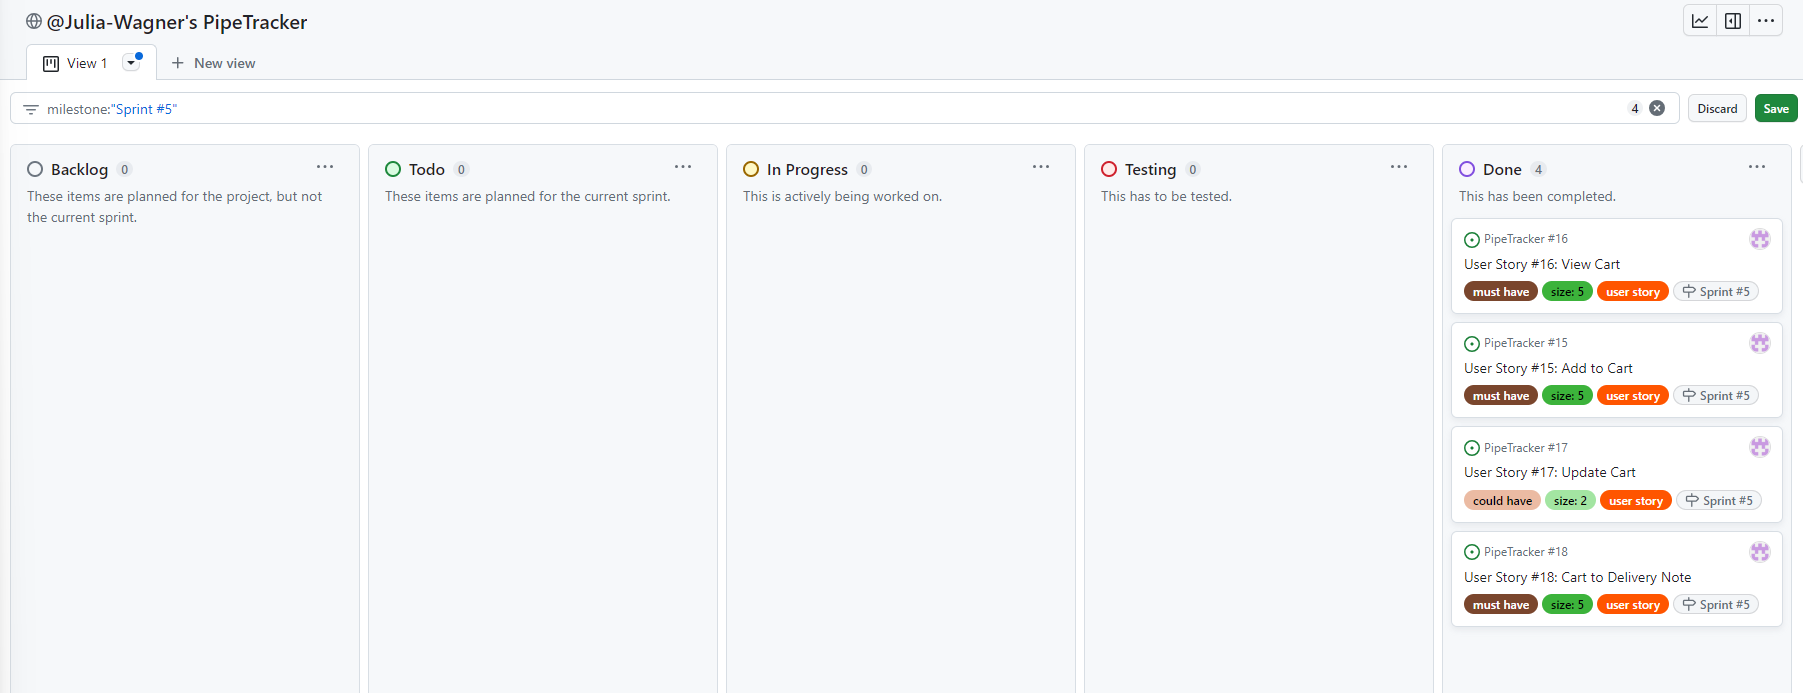 @Julia-Wagner's PipeTracker
View 1
New view
milestone:"Sprint #5"
4
Discard
Save
Backlog 0
These items are planned for the project, but not
the current sprint.
Todo 0
These items are planned for the current sprint.
In Progress 0
This is actively being worked on.
Testing 0
This has to be tested.
Done 4
This has been completed.
PipeTracker #16
User Story #16: View Cart
must have size: 5 user story Sprint #5
PipeTracker #15
User Story #15: Add to Cart
must have size: 5 user story Sprint #5
PipeTracker #17
User Story #17: Update Cart
could have size: 2 user story Sprint #5
PipeTracker #18
User Story #18: Cart to Delivery Note
must have size: 5 user story Sprint #5